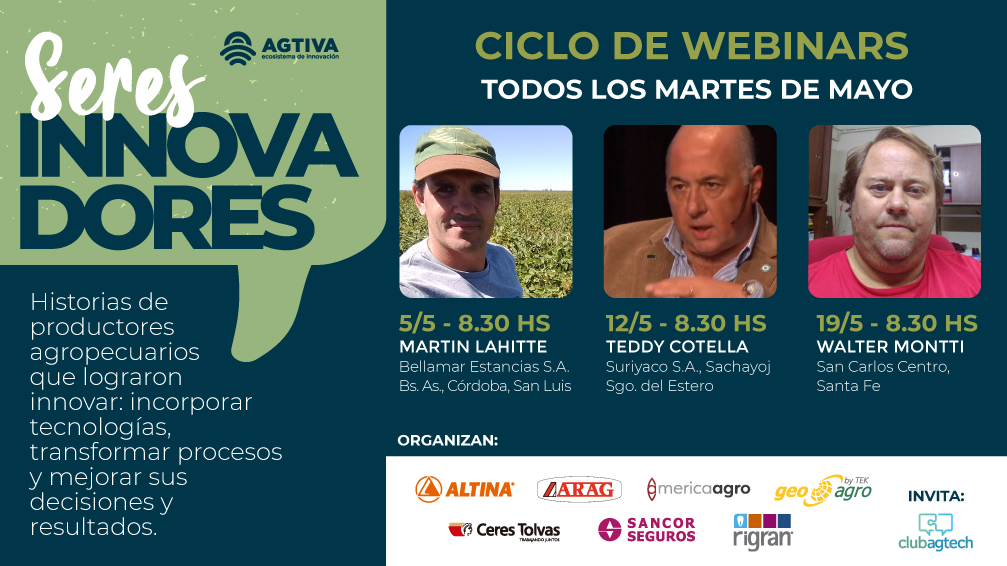 Seres
INNOVA
DORES
AGTIVA
ecosistema de innovación
Historias de
productores
agropecuarios
que lograron
innovar: incorporar
tecnologías,
transformar procesos
y mejorar sus
decisiones y
resultados.
CICLO DE WEBINARS
TODOS LOS MARTES DE MAYO
5/5 - 8.30 HS
MARTIN LAHITTE
Bellamar Estancias S.A.
Bs. As., Córdoba, San Luis
12/5 - 8.30 HS
TEDDY COTELLA
Suriyaco S.A., Sachayoj
Sgo. del Estero
19/5 - 8.30 HS
WALTER MONTTI
San Carlos Centro,
Santa Fe
ORGANIZAN:
ALTINA
ARAG
americaagro
geo agro
by TEK
Ceres Tolvas
TRABAJANDO JUNTOS
SANCOR
SEGUROS
rigran
INVITA:
clubagtech